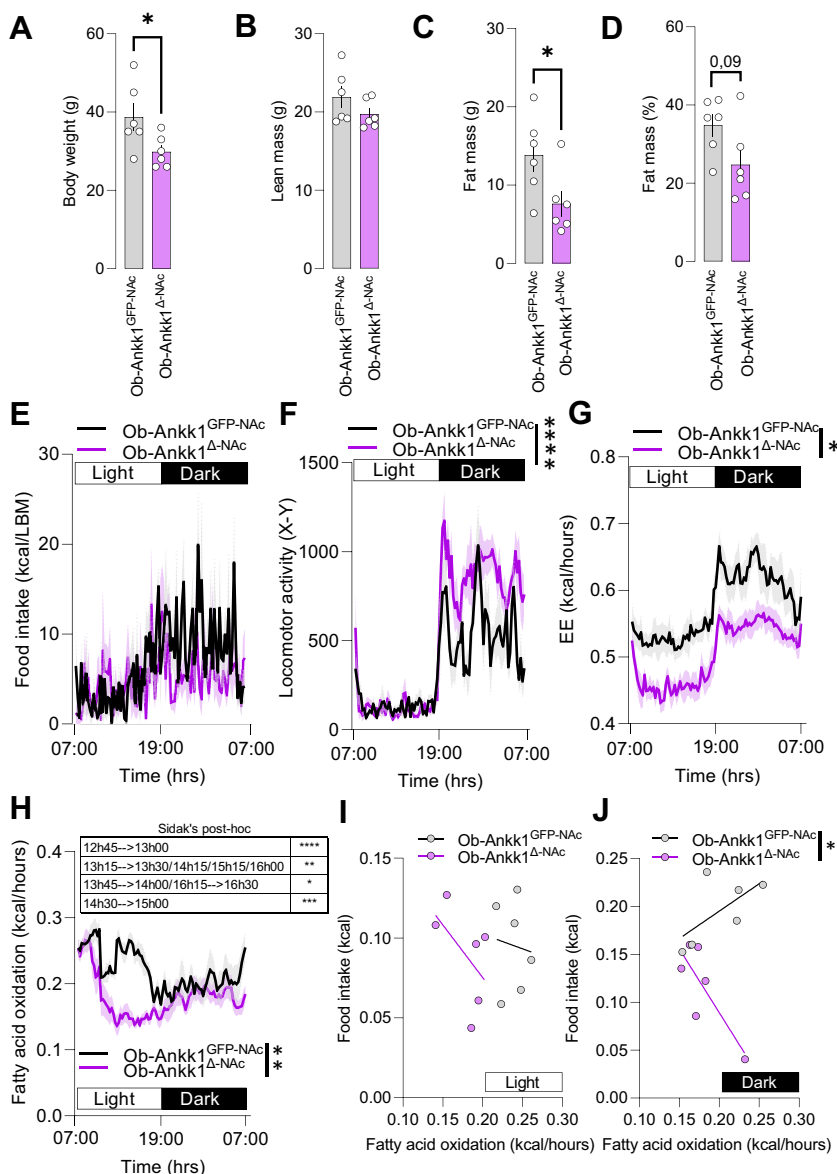 A
Body weight (g)
60
40
20
0
*
Ob-Ankk1GFP-NAc
Ob-Ankk1Δ-NAc
B
Lean mass (g)
30
20
10
0
Ob-Ankk1GFP-NAc
Ob-Ankk1Δ-NAc
C
Fat mass (g)
30
20
10
0
*
Ob-Ankk1GFP-NAc
Ob-Ankk1Δ-NAc
D
Fat mass (%)
60
40
20
0
0,09
Ob-Ankk1GFP-NAc
Ob-Ankk1Δ-NAc
E
Ob-Ankk1GFP-NAc
Ob-Ankk1Δ-NAc
Light Dark
Food intake (kcal/LBM)
30
20
10
0
07:00 19:00 07:00
Time (hrs)
F
Ob-Ankk1GFP-NAc
Ob-Ankk1Δ-NAc
****
Light Dark
Locomotor activity (X-Y)
1500
1000
500
0
07:00 19:00 07:00
Time (hrs)
G
Ob-Ankk1GFP-NAc
Ob-Ankk1Δ-NAc
*
Light Dark
EE (kcal/hours)
0.8
0.7
0.6
0.5
0.4
07:00 19:00 07:00
Time (hrs)
H
Sidak's post-hoc
12h45-->13h00 ****
13h15-->13h30/14h15/15h15/16h00 **
13h45-->14h00/16h15-->16h30 *
14h30-->15h00 ***
Fatty acid oxidation (kcal/hours)
0.4
0.3
0.2
0.1
0.0
Ob-Ankk1GFP-NAc
Ob-Ankk1Δ-NAc
**
Light Dark
07:00 19:00 07:00
Time (hrs)
I
Ob-Ankk1GFP-NAc
Ob-Ankk1Δ-NAc
Food intake (kcal)
0.15
0.10
0.05
0.00
Light
0.10 0.15 0.20 0.25 0.30
Fatty acid oxidation (kcal/hours)
J
Ob-Ankk1GFP-NAc
Ob-Ankk1Δ-NAc
*
Food intake (kcal)
0.25
0.20
0.15
0.10
0.05
0.00
Dark
0.10 0.15 0.20 0.25 0.30
Fatty acid oxidation (kcal/hours)